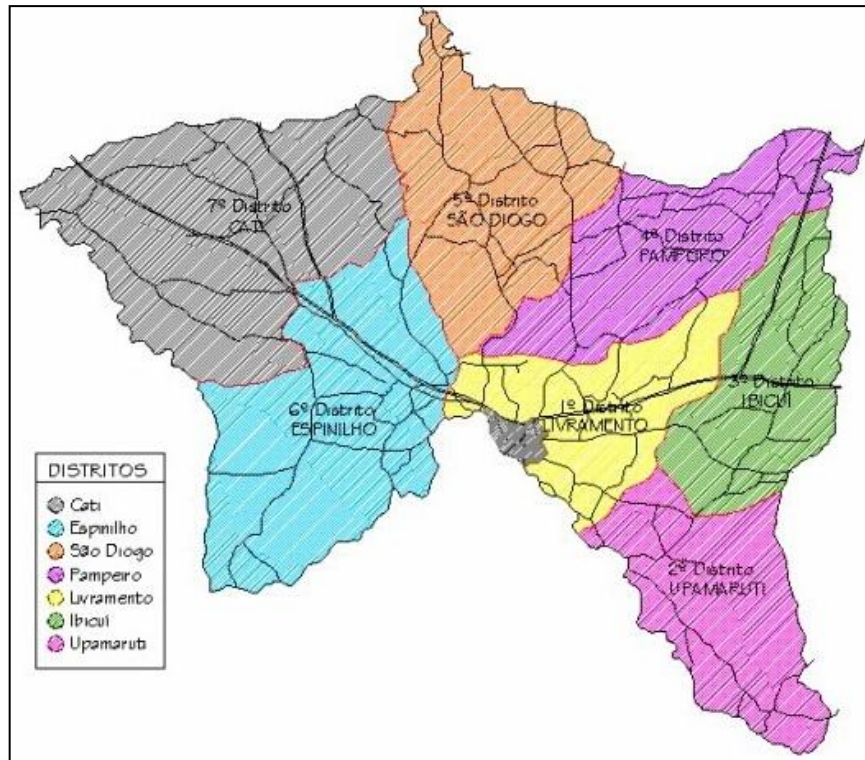 7º Distrito
CATI
5º Distrito
SÃO DIOGO
4º Distrito
PAMPEIRO
3º Distrito
IBICUÍ
1º Distrito
LIVRAMENTO
6º Distrito
ESPINILHO
2º Distrito
UPAMARUTI
DISTRITOS
Cati
Espinilho
São Diogo
Pampeiro
Livramento
Ibicuí
Upamaruti